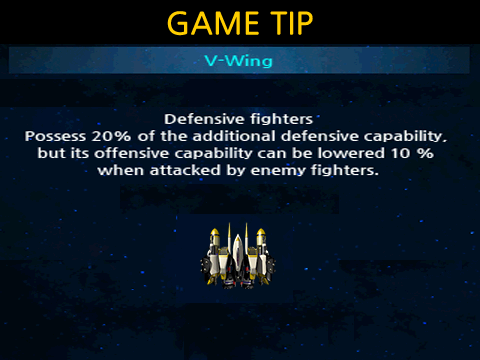 GAME TIP
V-Wing
Defensive fighters
Possess 20% of the additional defensive capability,
but its offensive capability can be lowered 10 %
when attacked by enemy fighters.